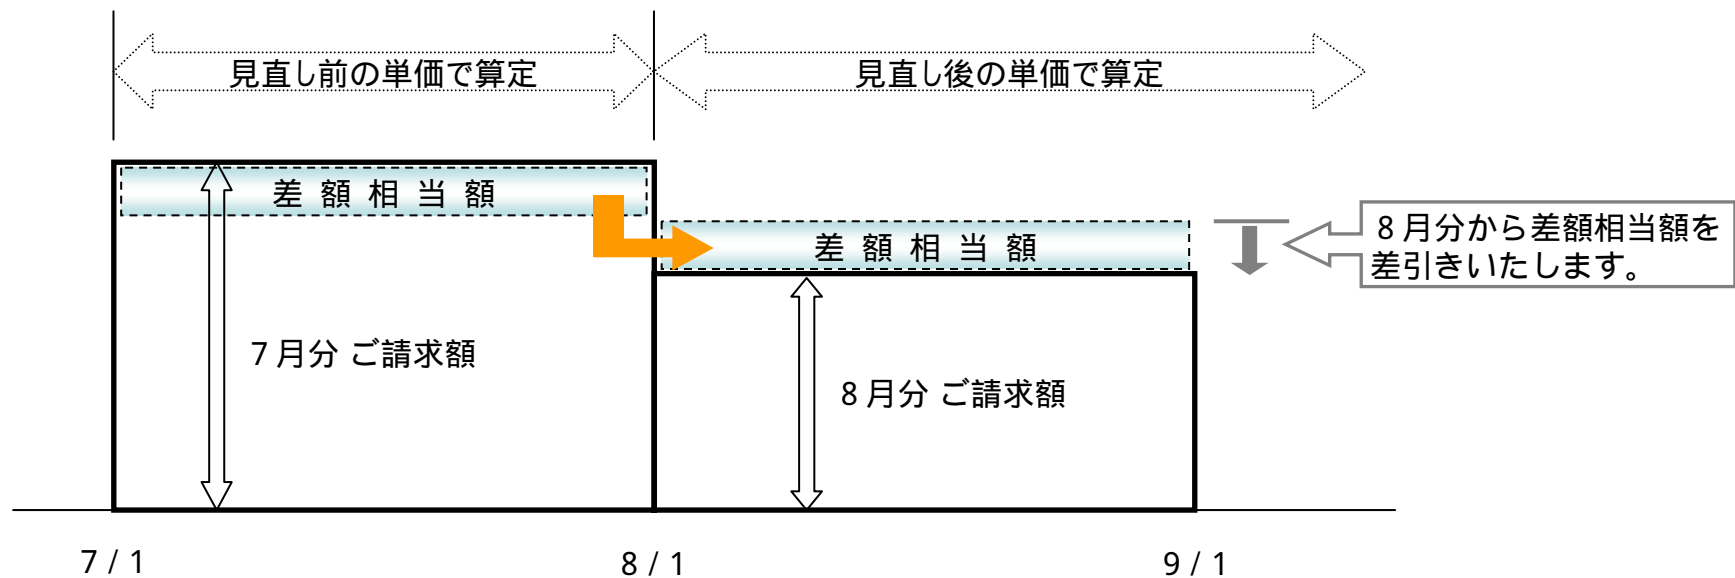 見直し前の単価で算定
見直し後の単価で算定
差額相当額
差額相当額
８月分から差額相当額を
差引きいたします。
７月分 ご請求額
８月分 ご請求額
7 / 1
8 / 1
9 / 1